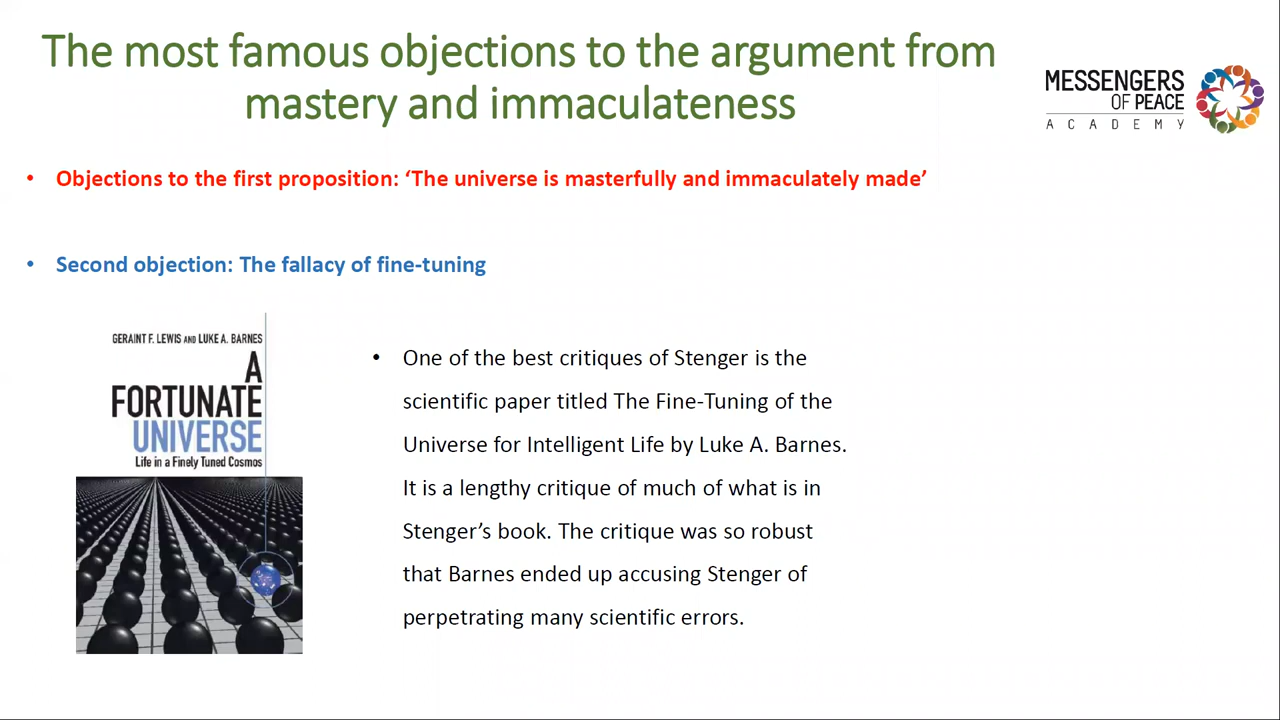 The most famous objections to the argument from
mastery and immaculateness
MESSENGERS
OF PEACE
ACADEMY
• Objections to the first proposition: ‘The universe is masterfully and immaculately made’
• Second objection: The fallacy of fine-tuning
GERAINT F. LEWIS AND LUKE A. BARNES
A
FORTUNATE
UNIVERSE
Life in a Finely Tuned Cosmos
• One of the best critiques of Stenger is the
scientific paper titled The Fine-Tuning of the
Universe for Intelligent Life by Luke A. Barnes.
It is a lengthy critique of much of what is in
Stenger’s book. The critique was so robust
that Barnes ended up accusing Stenger of
perpetrating many scientific errors.